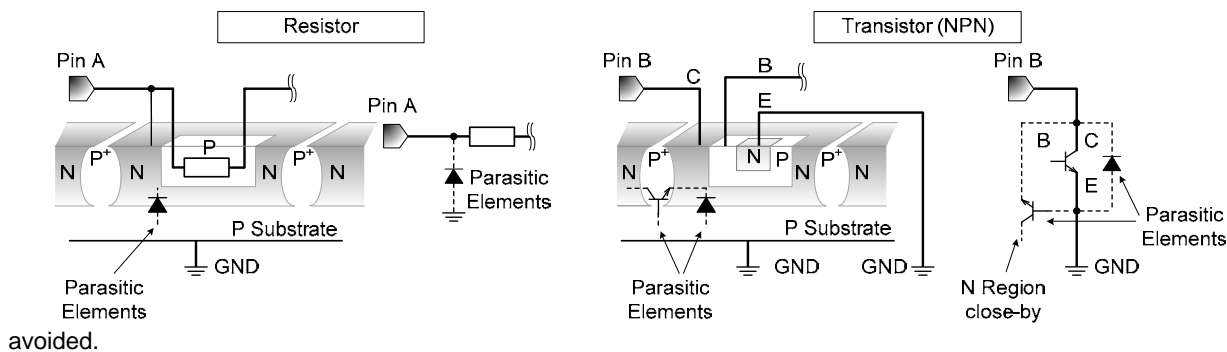 Resistor
Transistor (NPN)
Pin A
Pin A
N
P+
N
P
N
P+
N
Parasitic
Elements
P Substrate
GND
Parasitic
Elements
Pin B
C
B
E
N
P+
N
N
P
N
P+
N
P Substrate
GND
GND
Parasitic
Elements
Pin B
B
C
E
Parasitic
Elements
GND
N Region
close-by
avoided.